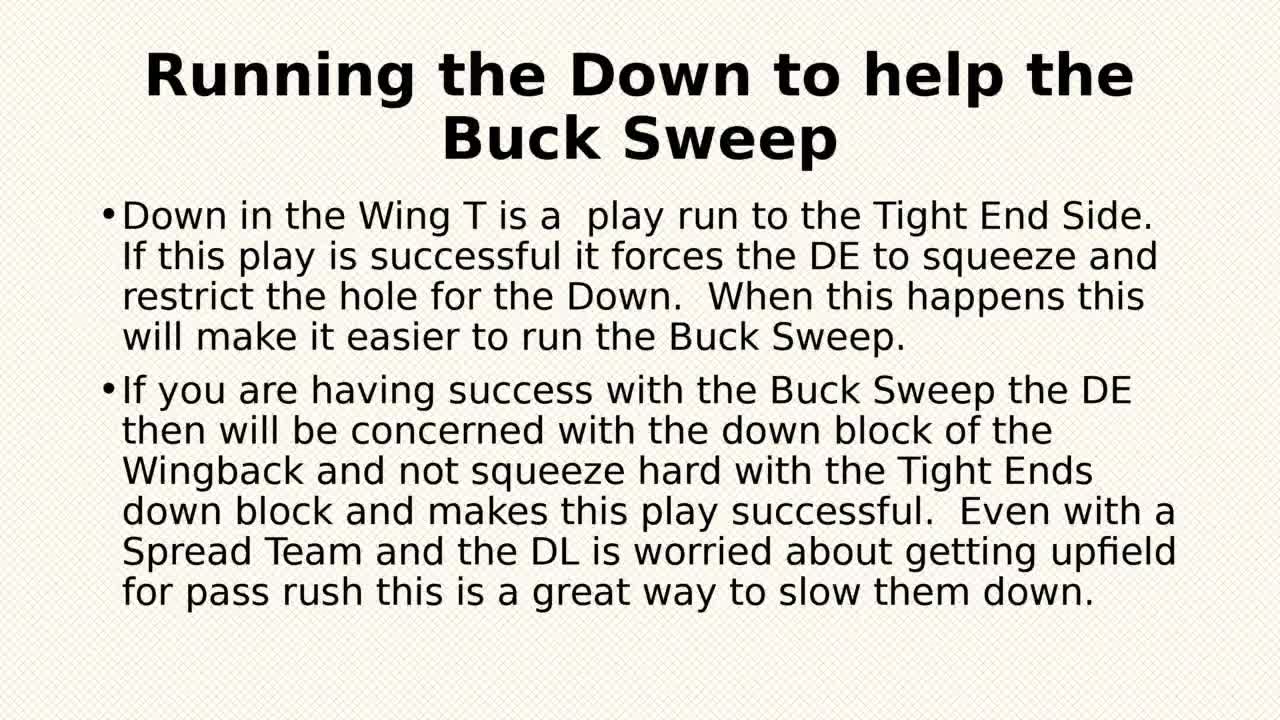 Running the Down to help the
Buck Sweep
•Down in the Wing T is a  play run to the Tight End Side.
If this play is successful it forces the DE to squeeze and
restrict the hole for the Down.  When this happens this
will make it easier to run the Buck Sweep.
•If you are having success with the Buck Sweep the DE
then will be concerned with the down block of the
Wingback and not squeeze hard with the Tight Ends
down block and makes this play successful.  Even with a
Spread Team and the DL is worried about getting upfield
for pass rush this is a great way to slow them down.